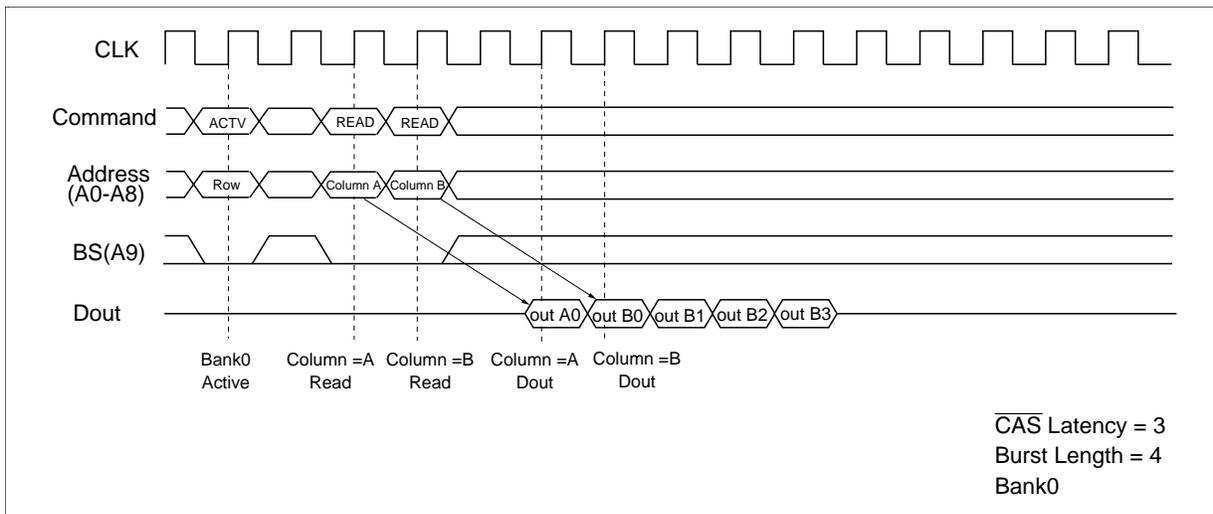 CLK
Command
ACTV
READ
READ
Address
(A0-A8)
Row
Column A
Column B
BS(A9)
Dout
out A0
out B0
out B1
out B2
out B3
Bank0
Active
Column =A
Read
Column =B
Read
Column =A
Dout
Column =B
Dout
CAS Latency = 3
Burst Length = 4
Bank0